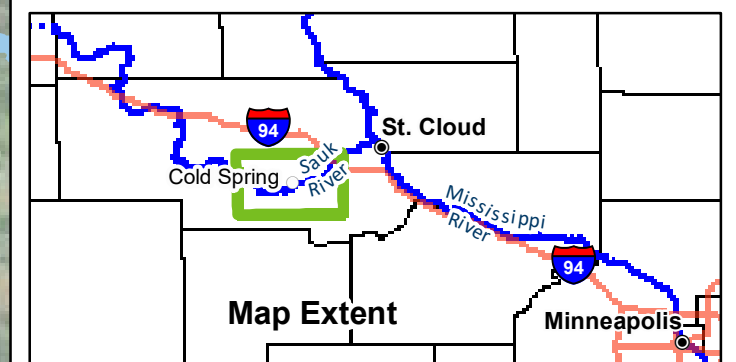 94
St. Cloud
Sauk
River
Cold Spring
Mississippi
River
94
Map Extent
Minneapolis